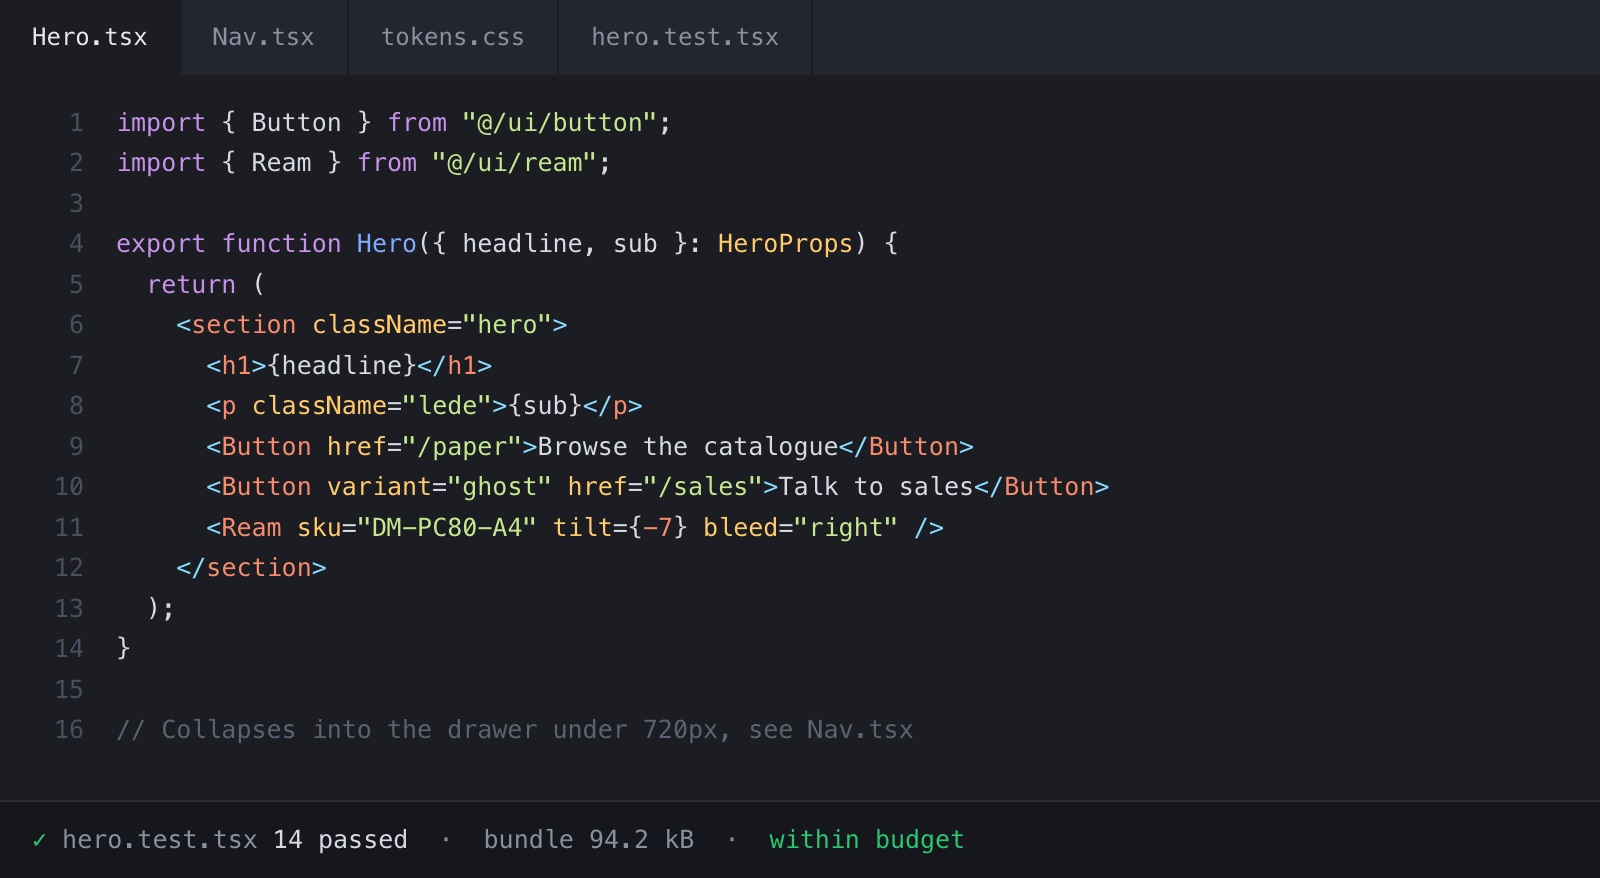 Hero.tsx Nav.tsx tokens.css hero.test.tsx
1 import { Button } from "@/ui/button";
2 import { Ream } from "@/ui/ream";
3
4 export function Hero({ headline, sub }: HeroProps) {
5   return (
6     <section className="hero">
7       <h1>{headline}</h1>
8       <p className="lede">{sub}</p>
9       <Button href="/paper">Browse the catalogue</Button>
10       <Button variant="ghost" href="/sales">Talk to sales</Button>
11       <Ream sku="DM-PC80-A4" tilt={-7} bleed="right" />
12     </section>
13   );
14 }
15
16 // Collapses into the drawer under 720px, see Nav.tsx
✓ hero.test.tsx 14 passed · bundle 94.2 kB · within budget